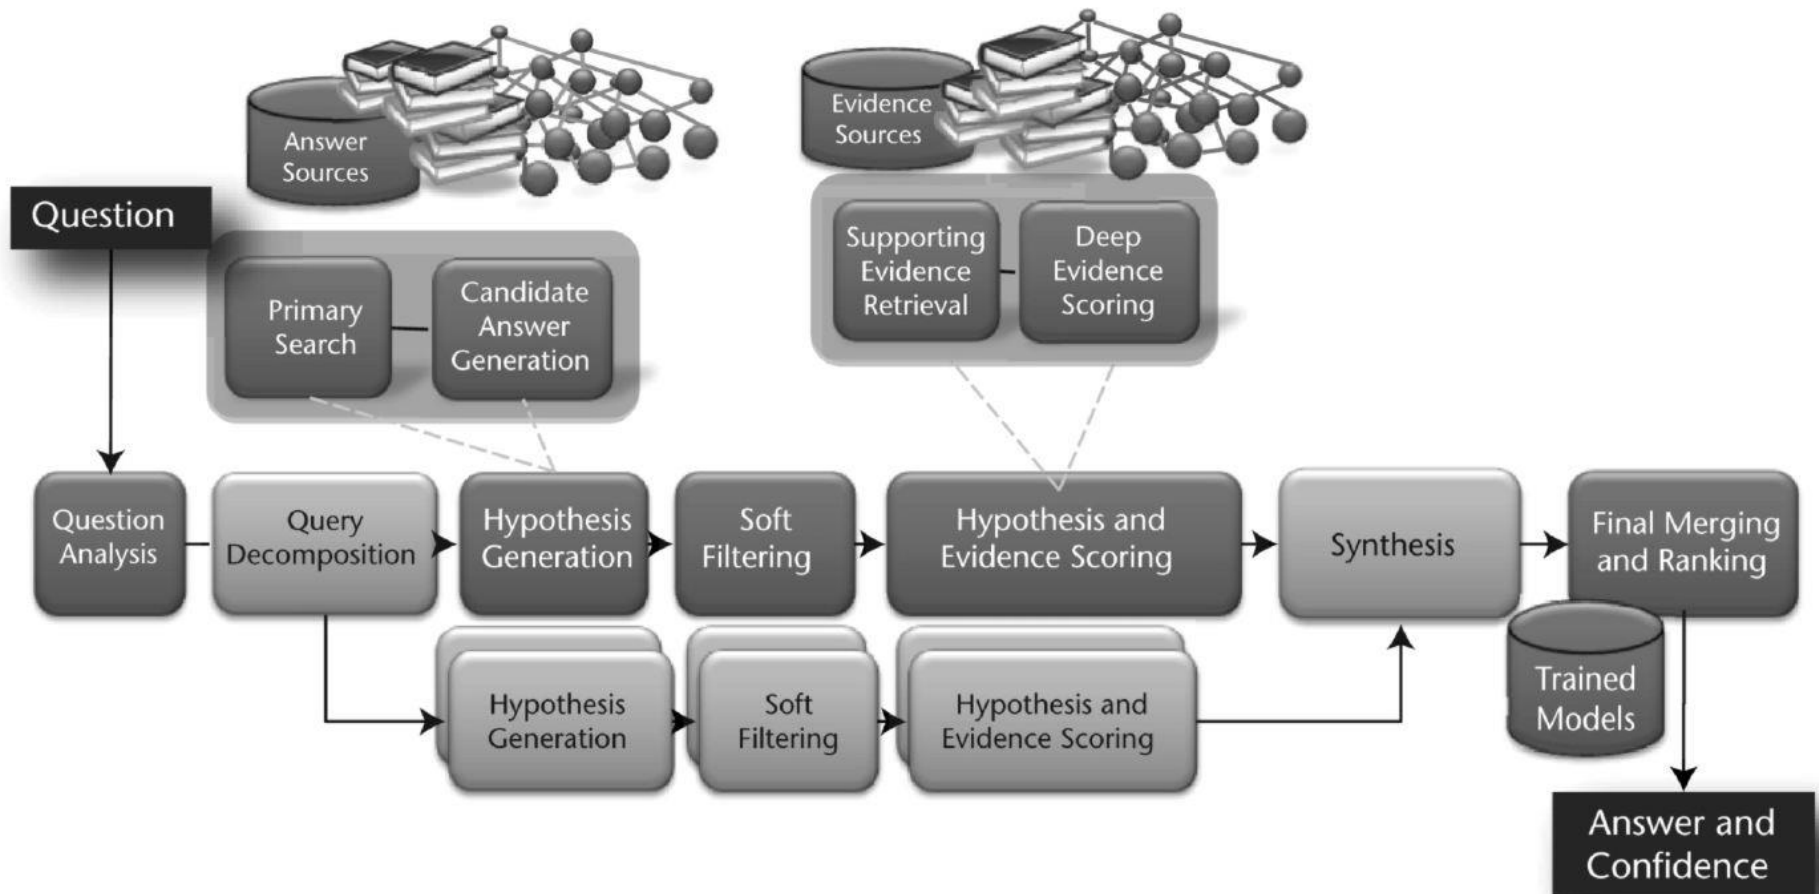 Answer
Sources
Evidence
Sources
Question
Primary
Search
Candidate
Answer
Generation
Supporting
Evidence
Retrieval
Deep
Evidence
Scoring
Question
Analysis
Query
Decomposition
Hypothesis
Generation
Soft
Filtering
Hypothesis and
Evidence Scoring
Synthesis
Final Merging
and Ranking
Hypothesis
Generation
Soft
Filtering
Hypothesis and
Evidence Scoring
Trained
Models
Answer and
Confidence